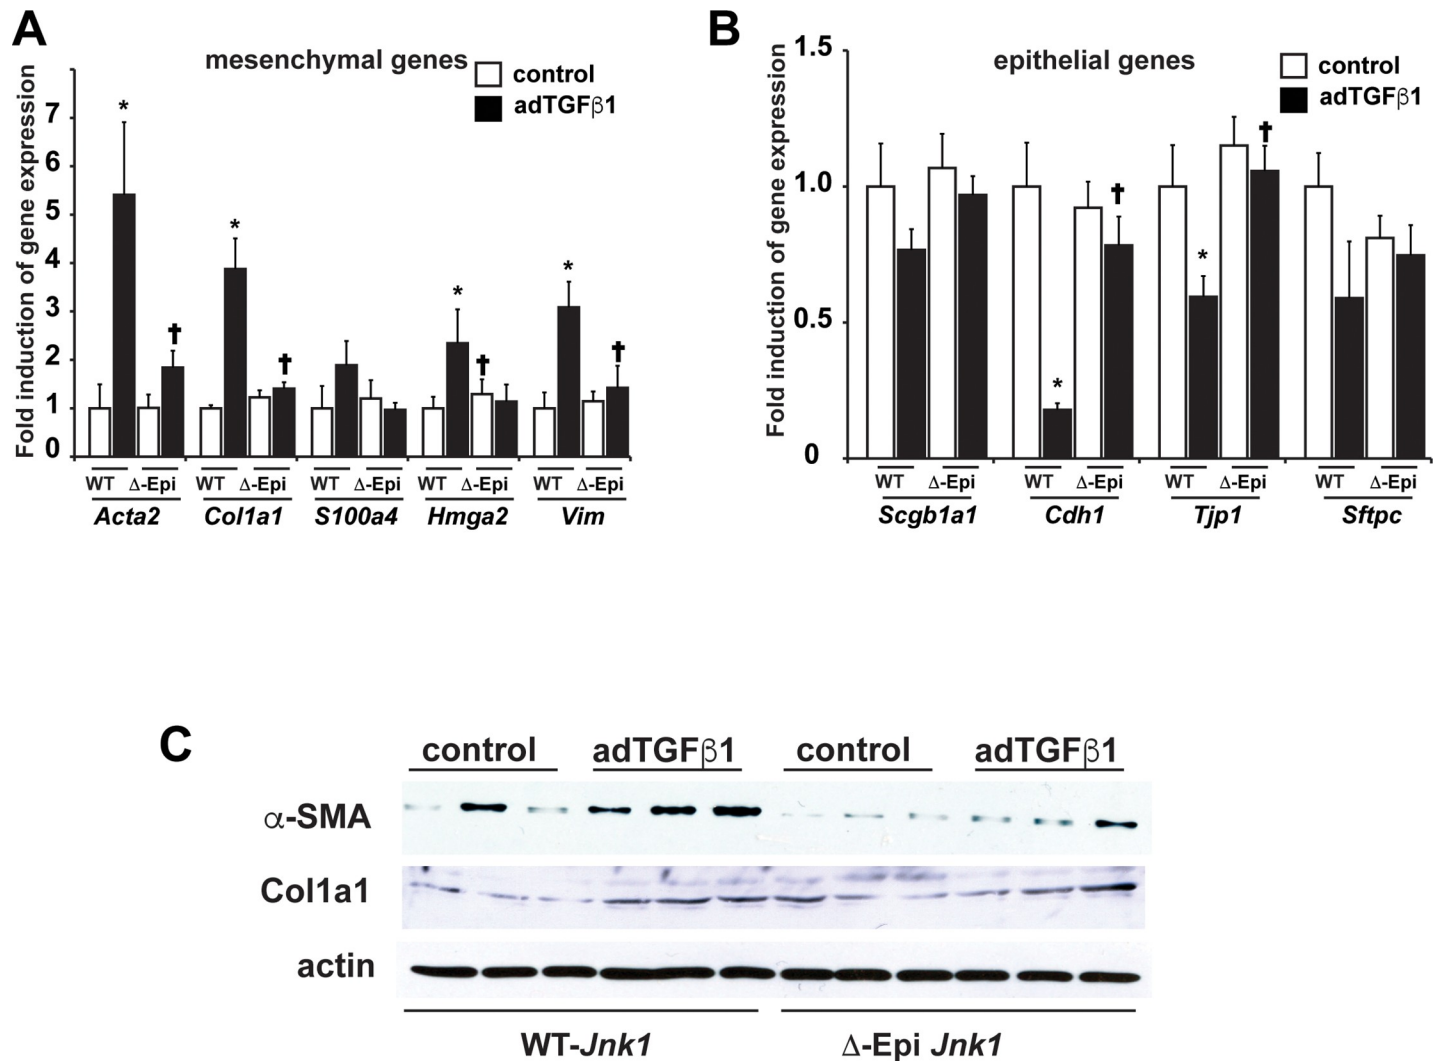 A
mesenchymal genes
control
adTGFβ1
Fold induction of gene expression
7
6
5
4
3
2
1
0
*
*
*
*
†
†
†
†
WT Δ-Epi WT Δ-Epi WT Δ-Epi WT Δ-Epi WT Δ-Epi
Acta2 Col1a1 S100a4 Hmga2 Vim
B
epithelial genes
control
adTGFβ1
Fold induction of gene expression
1.5
1.0
0.5
0
*
†
*
†
WT Δ-Epi WT Δ-Epi WT Δ-Epi WT Δ-Epi
Scgb1a1 Cdh1 Tjp1 Sftpc
C
control adTGFβ1 control adTGFβ1
α-SMA
Col1a1
actin
WT-Jnk1 Δ-Epi Jnk1